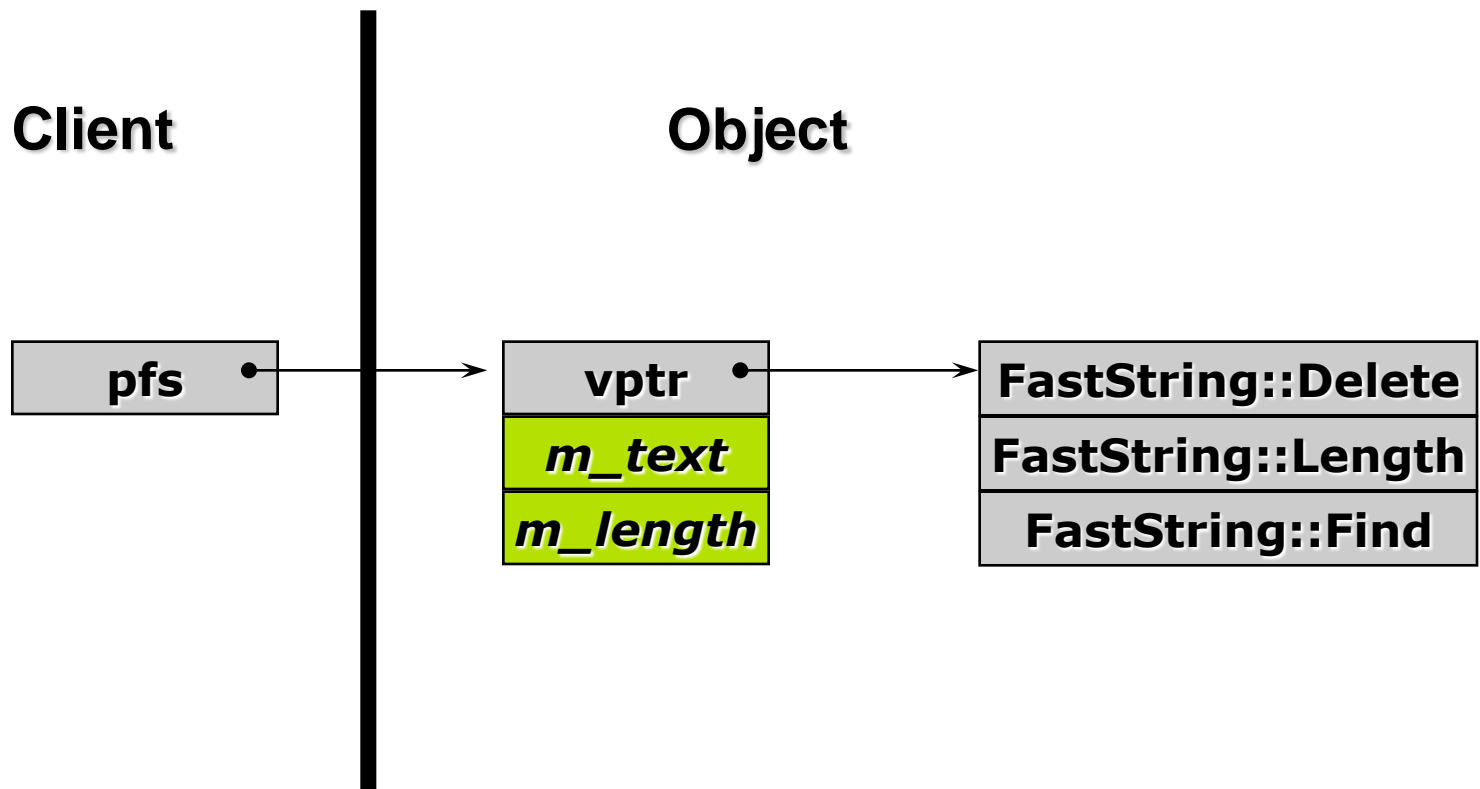 Client
Object
pfs
vptr
m_text
m_length
FastString::Delete
FastString::Length
FastString::Find